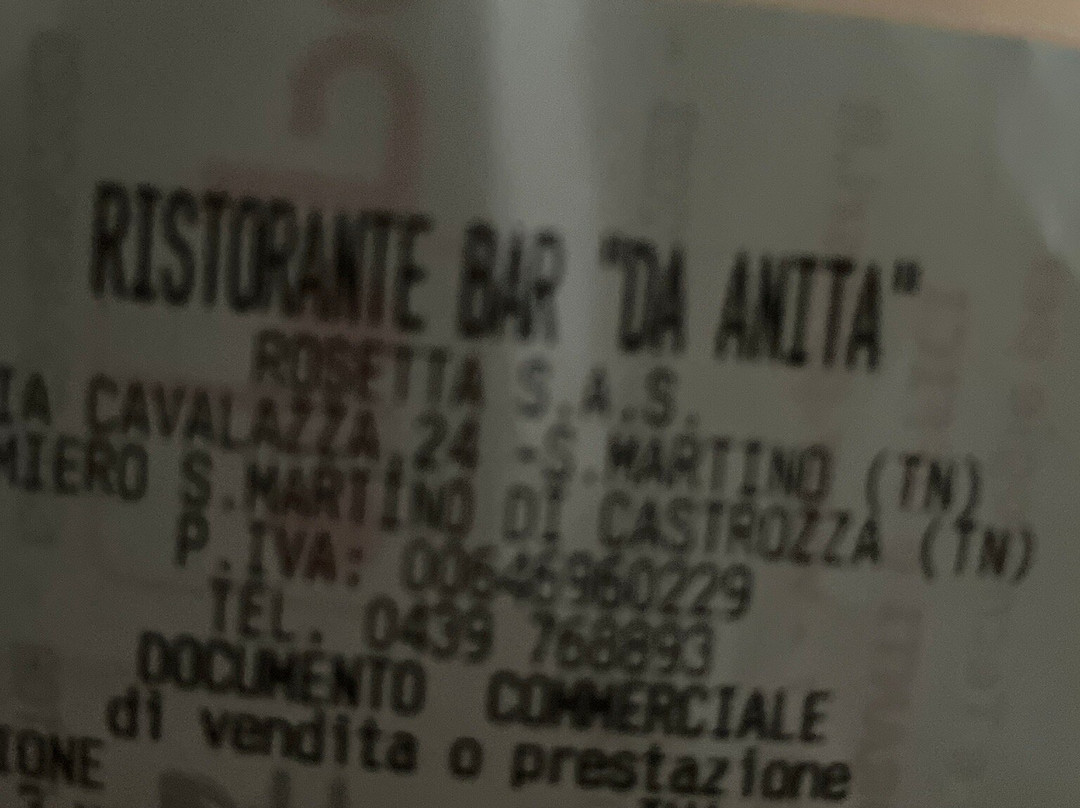 RISTORANTE BAR "DA ANITA"
ROSETTA S.A.S.
IA CAVALAZZA,24 -S.MARTINO (TN)
MIERO S.MARTINO DI CASTROZZA (TN)
P.IVA: 00646960229
TEL. 0439 768893
DOCUMENTO COMMERCIALE
di vendita o prestazione
IONE